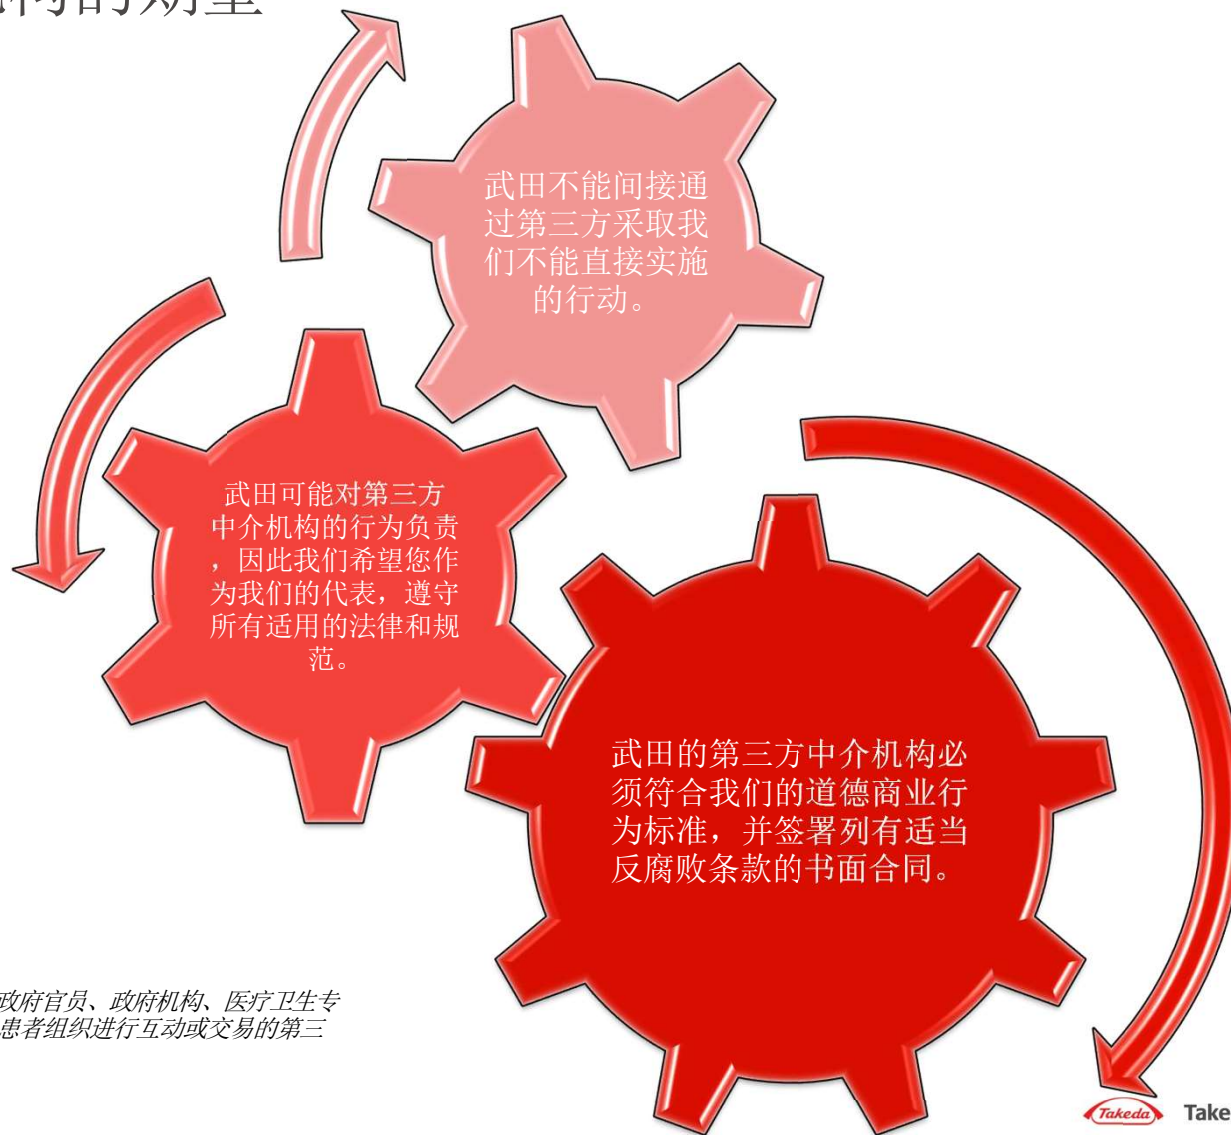 构的期望
武田不能间接通
过第三方采取我
们不能直接实施
的行动。
武田可能对第三方
中介机构的行为负责
，因此我们希望您作
为我们的代表，遵守
所有适用的法律和规
范。
武田的第三方中介机构必
须符合我们的道德商业行
为标准，并签署列有适当
反腐败条款的书面合同。
政府官员、政府机构、医疗卫生专
患者组织进行互动或交易的第三
Takeda Take